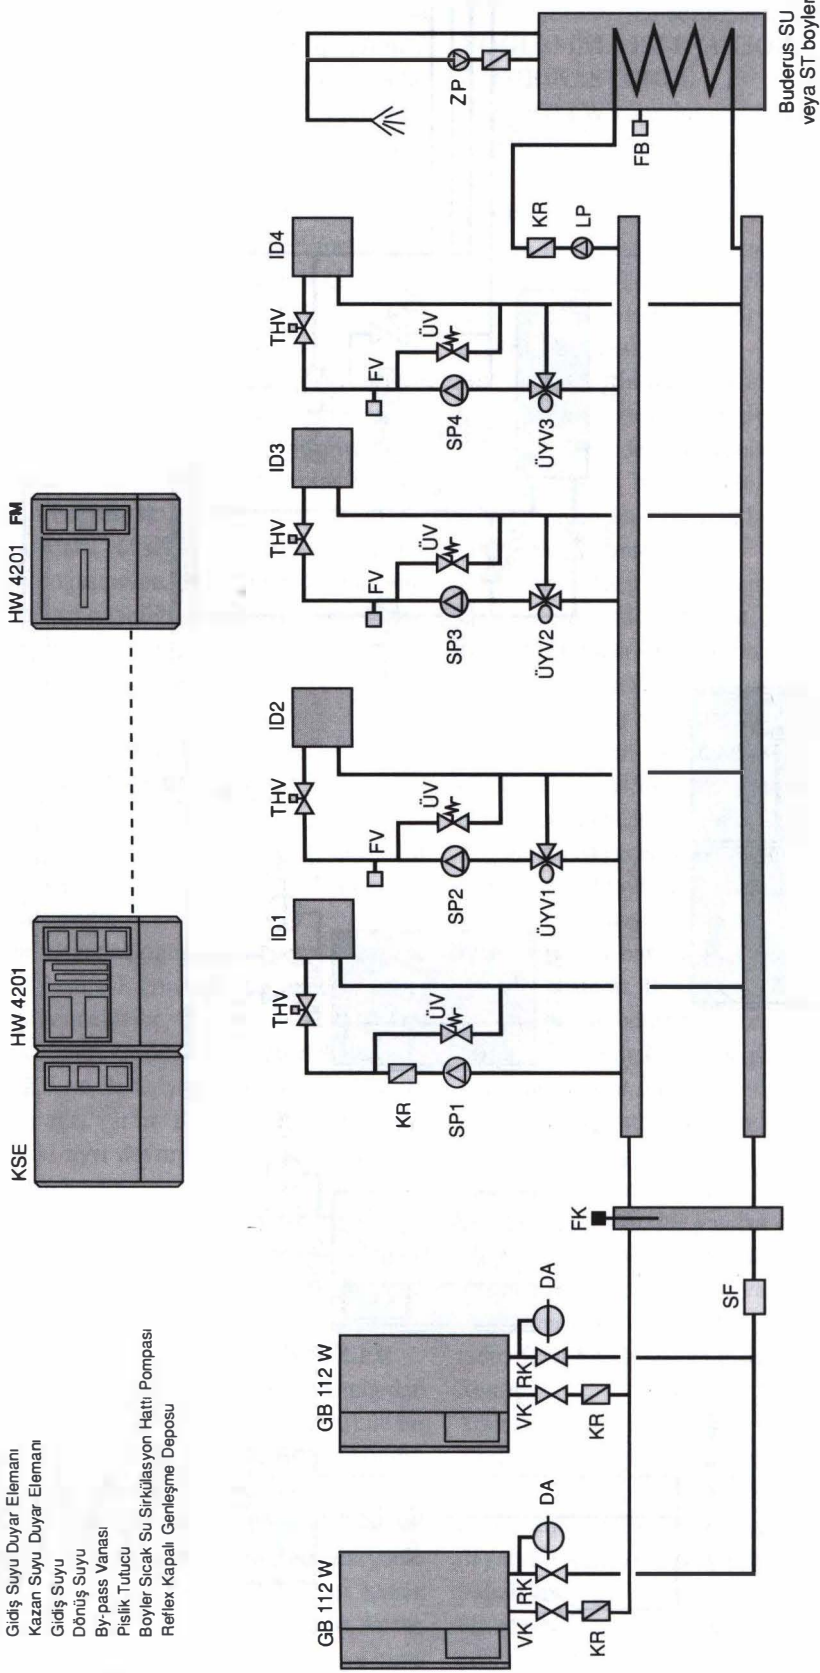 Gidiş Suyu Duyar Elemanı
Kazan Suyu Duyar Elemanı
Gidiş Suyu
Dönüş Suyu
By-pass Vanası
Pislik Tutucu
Boyler Sıcak Su Sirkülasyon Hattı Pompası
Reflex Kapalı Genleşme Deposu
KSE
HW 4201
HW 4201 FM
GB 112 W
VK
RK
DA
KR
GB 112 W
VK
RK
DA
KR
FK
SF
ID1
THV
ÜV
KR
SP1
ID2
THV
FV
ÜV
SP2
ÜYV1
ID3
THV
FV
ÜV
SP3
ÜYV2
ID4
THV
FV
ÜV
SP4
ÜYV3
KR
LP
ZP
FB
Buderus SU
veya ST boyler